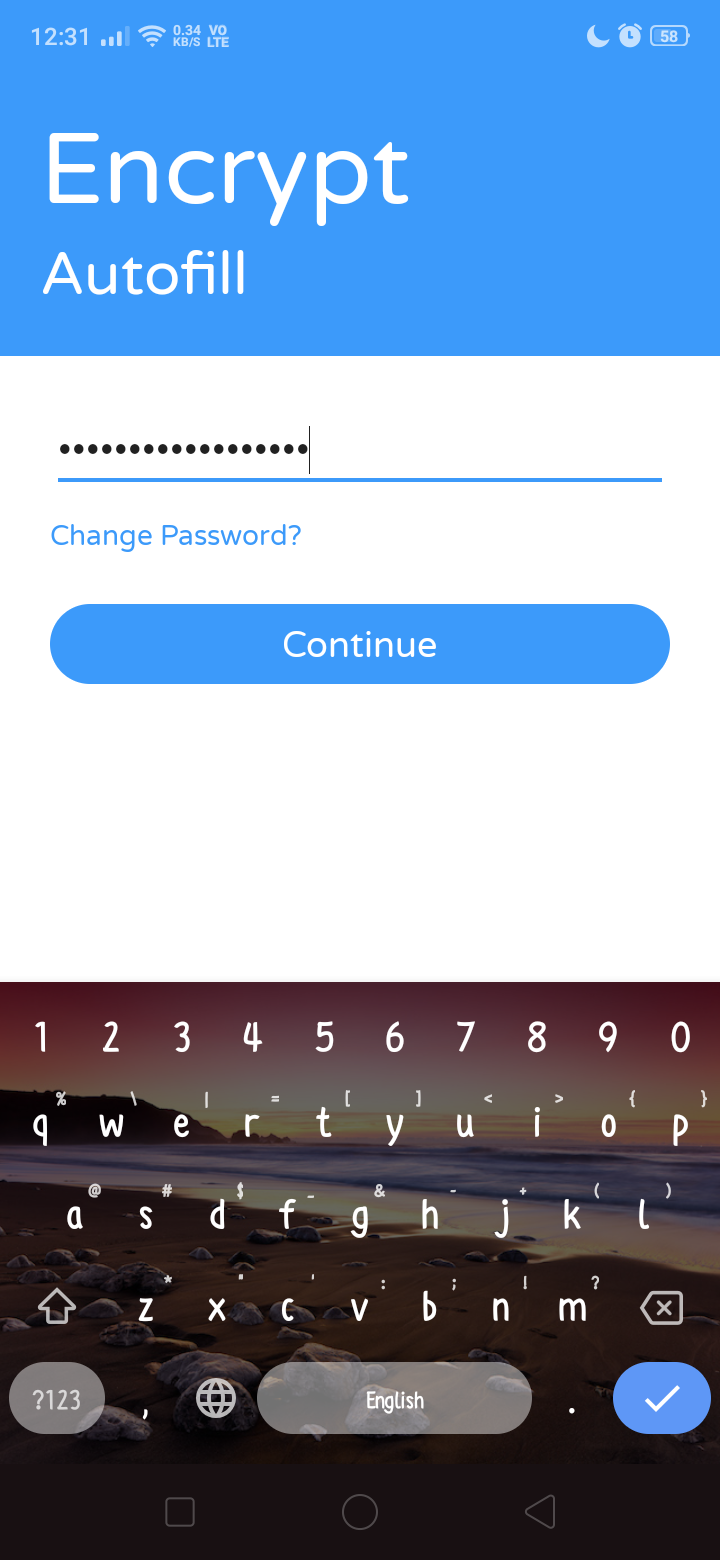 12:31 0.34 KB/S VO LTE 58
Encrypt
Autofill
••••••••••••••••••
Change Password?
Continue
1 2 3 4 5 6 7 8 9 0
% \ | = [ ] < > { }
q w e r t y u i o p
@ # $ _ & - + ( )
a s d f g h j k l
* " ' : ; ! ?
z x c v b n m
?123 , English .